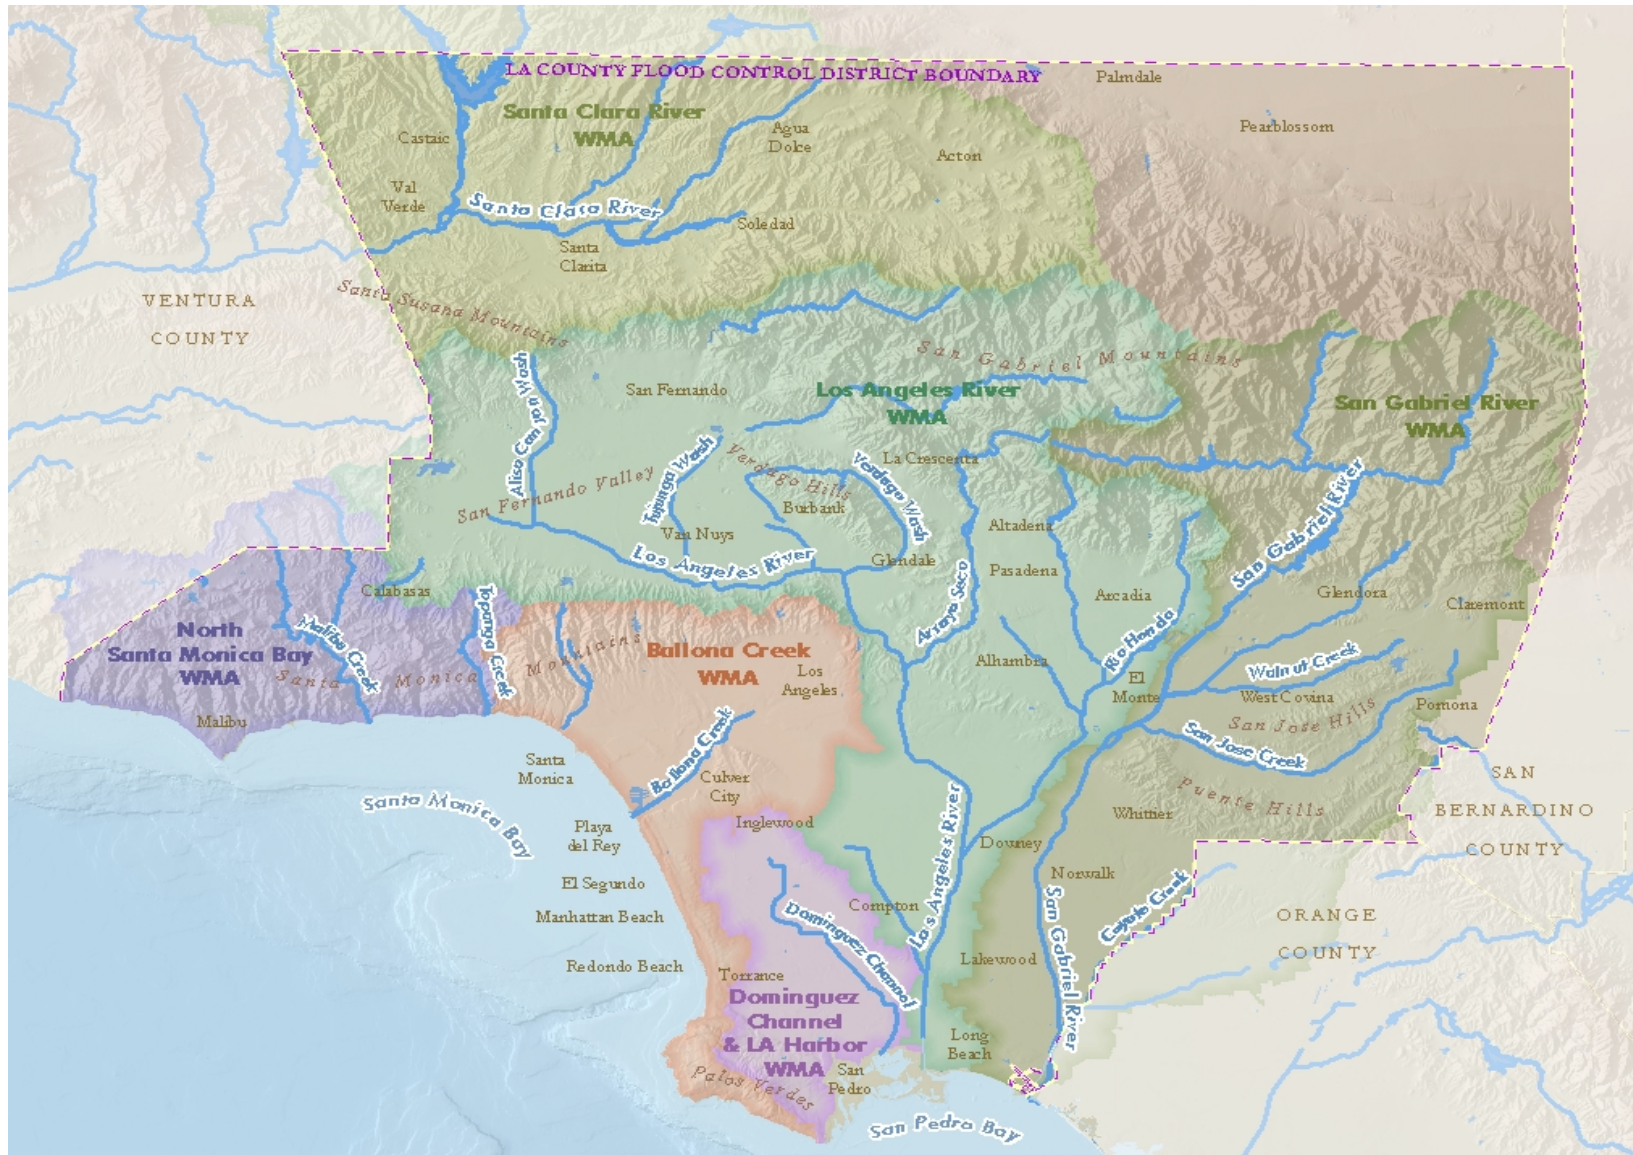 LA COUNTY FLOOD CONTROL DISTRICT BOUNDARY
Palmdale
Santa Clara River
WMA
Castaic
Agua
Dolce
Pearblossom
Acton
Val
Verde
Santa Clara River
Soledad
Santa
Clarita
VENTURA
COUNTY
Santa Susana Mountains
San Gabriel Mountains
Aliso Canyon Wash
San Fernando
Los Angeles River
WMA
San Gabriel River
WMA
La Crescenta
Tujunga Wash
Verdugo Hills
Verdugo Wash
San Fernando Valley
Burbank
Van Nuys
Altadena
San Gabriel River
Los Angeles River
Glendale
Pasadena
Arroyo Seco
Calabasas
Topanga Creek
Arcadia
Glendora
Claremont
North
Santa Monica Bay
WMA
Malibu Creek
Santa Monica Mountains
Ballona Creek
WMA
Los
Angeles
Alhambra
Rio Hondo
El
Monte
Walnut Creek
West Covina
San Jose Hills
Pomona
Malibu
Ballona Creek
San Jose Creek
Santa
Monica
Culver
City
SAN
BERNARDINO
COUNTY
Santa Monica Bay
Puente Hills
Whittier
Inglewood
Playa
del Rey
Los Angeles River
Downey
Norwalk
El Segundo
Compton
San Gabriel River
Coyote Creek
Manhattan Beach
Dominguez Channel
ORANGE
COUNTY
Redondo Beach
Torrance
Lakewood
Dominguez
Channel
& LA Harbor
WMA
Long
Beach
San
Pedro
Palos Verdes
San Pedro Bay